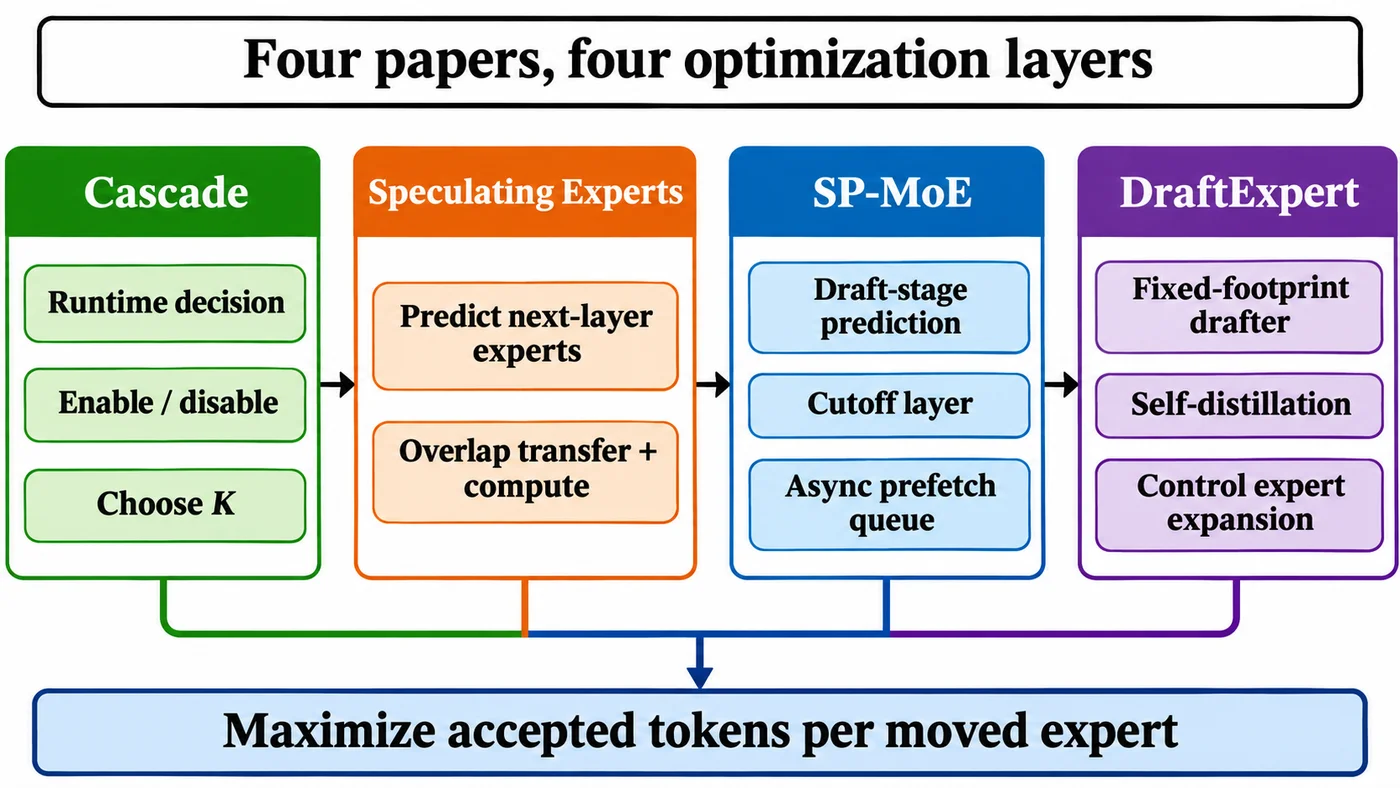 Four papers, four optimization layers
Cascade
Runtime decision
Enable / disable
Choose K
Speculating Experts
Predict next-layer
experts
Overlap transfer +
compute
SP-MoE
Draft-stage
prediction
Cutoff layer
Async prefetch
queue
DraftExpert
Fixed-footprint
drafter
Self-distillation
Control expert
expansion
Maximize accepted tokens per moved expert